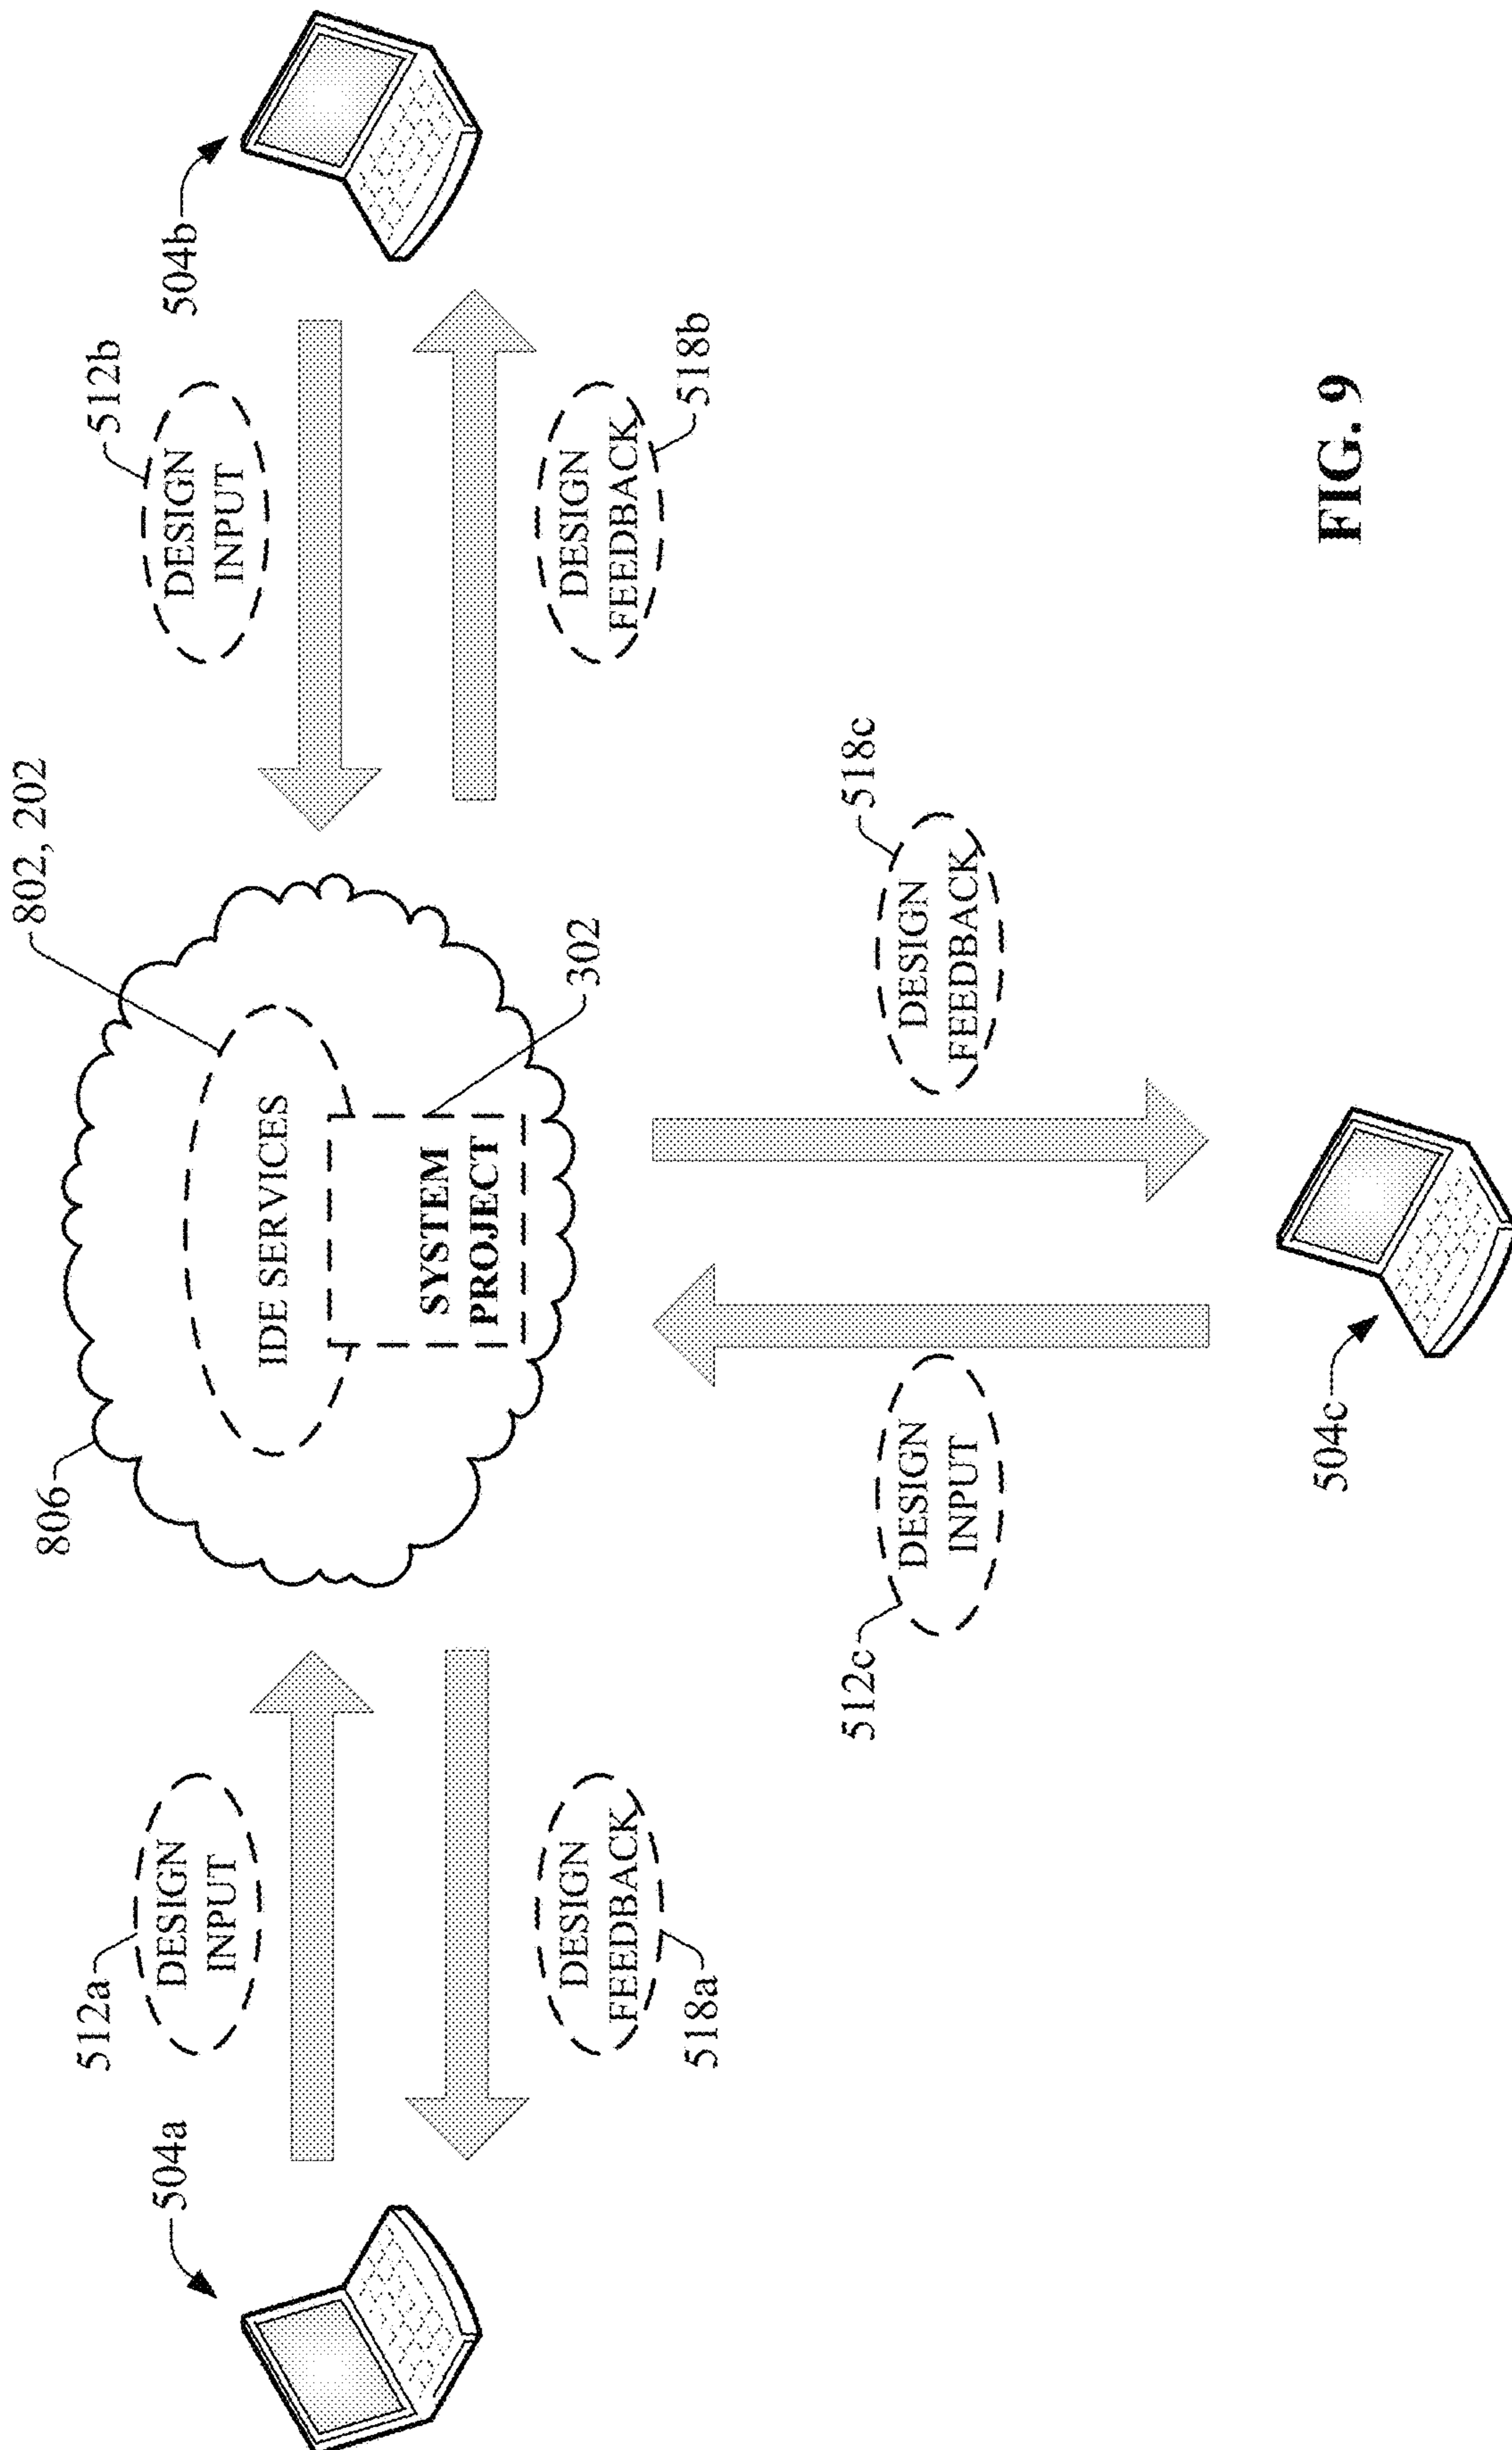 806
802, 202
504a
512a
DESIGN
INPUT
IDE SERVICES
512b
DESIGN
INPUT
504b
SYSTEM
PROJECT
302
DESIGN
FEEDBACK
518a
DESIGN
FEEDBACK
518b
512c
DESIGN
INPUT
518c
DESIGN
FEEDBACK
504c
FIG. 9